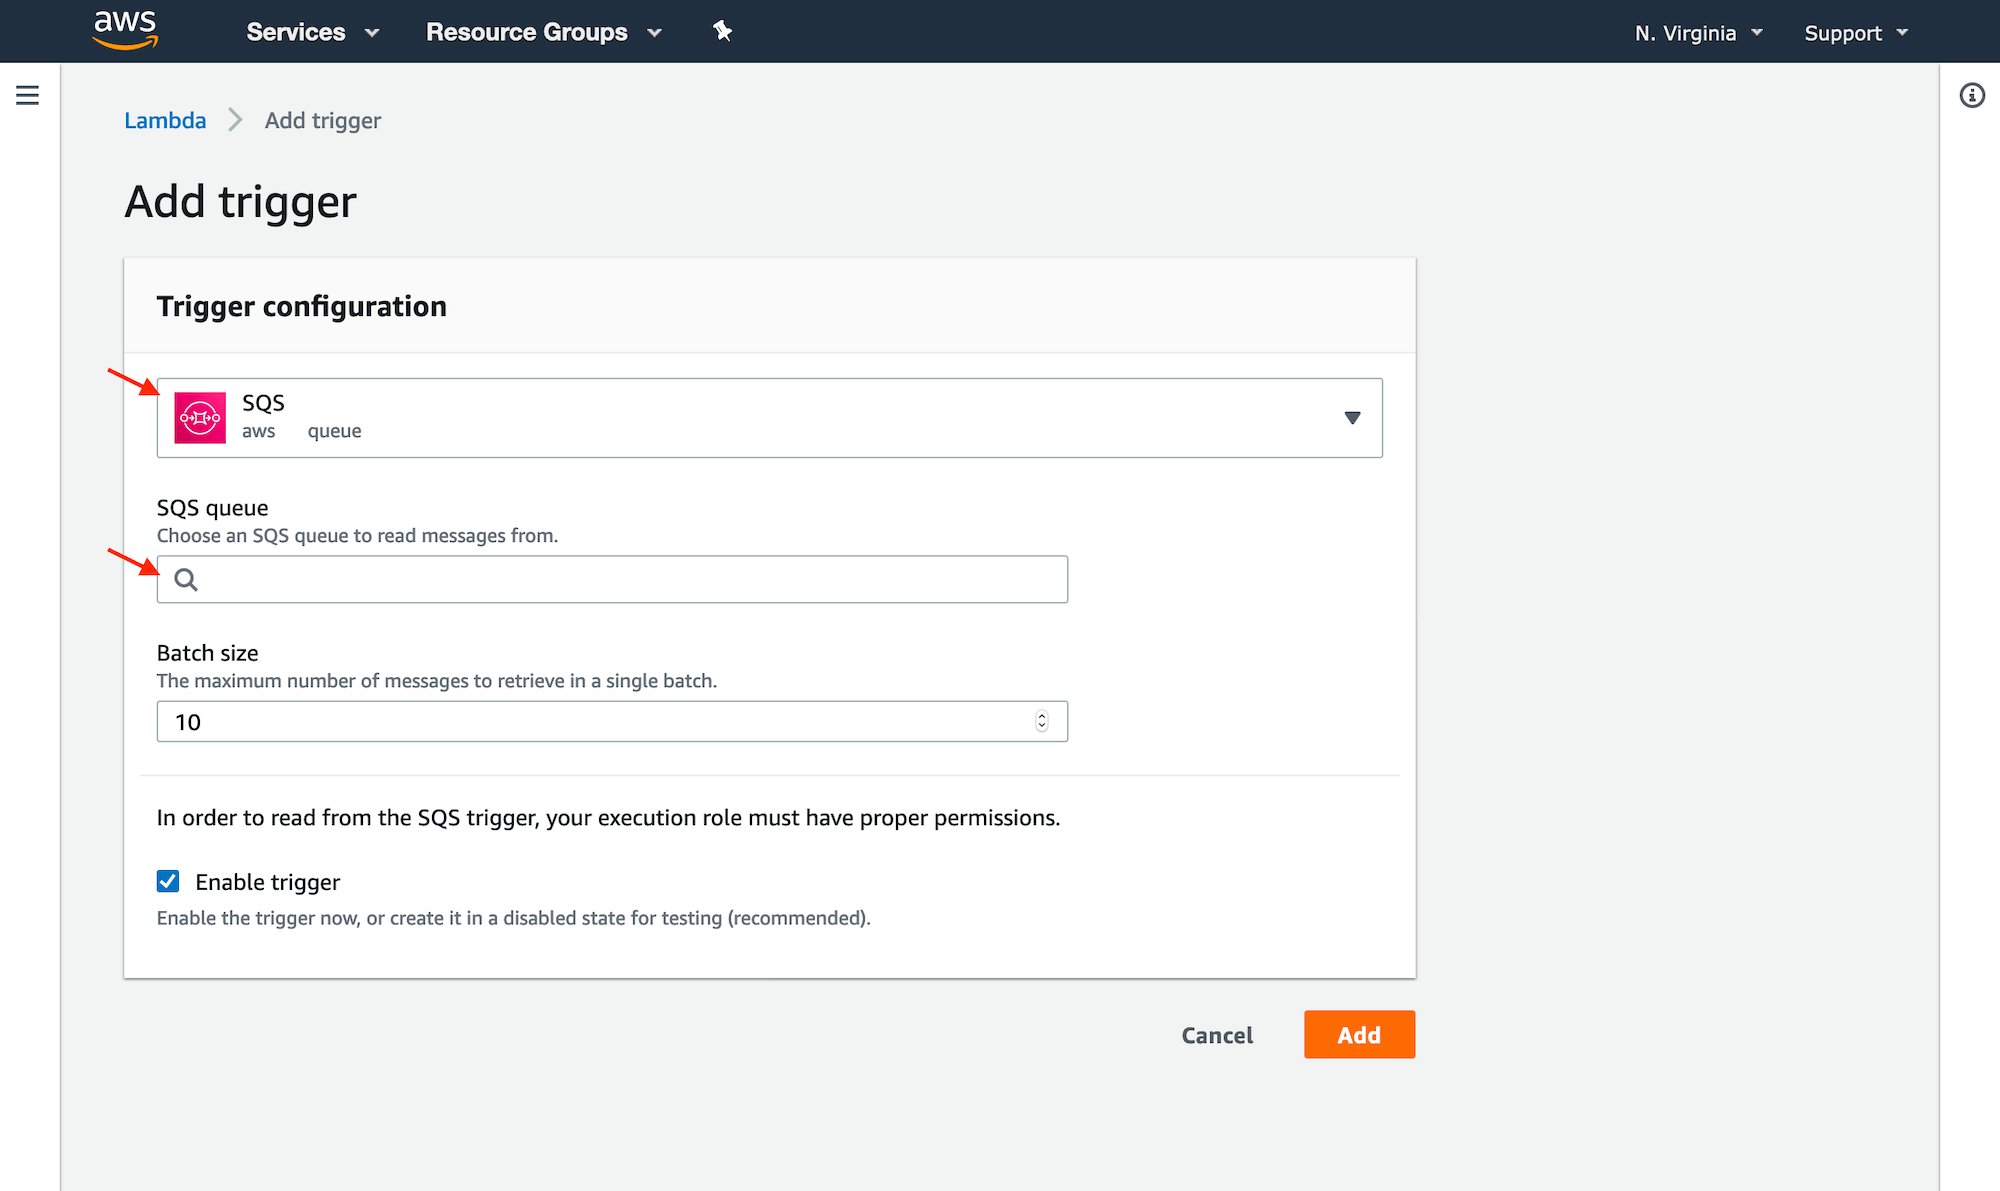 aws Services Resource Groups N. Virginia Support
Lambda Add trigger
Add trigger
Trigger configuration
SQS
aws queue
SQS queue
Choose an SQS queue to read messages from.
Batch size
The maximum number of messages to retrieve in a single batch.
10
In order to read from the SQS trigger, your execution role must have proper permissions.
Enable trigger
Enable the trigger now, or create it in a disabled state for testing (recommended).
Cancel Add